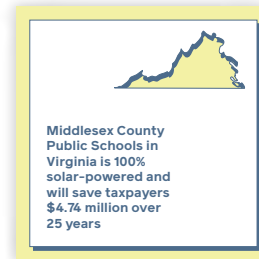 Middlesex County
Public Schools in
Virginia is 100%
solar-powered and
will save taxpayers
$4.74 million over
25 years